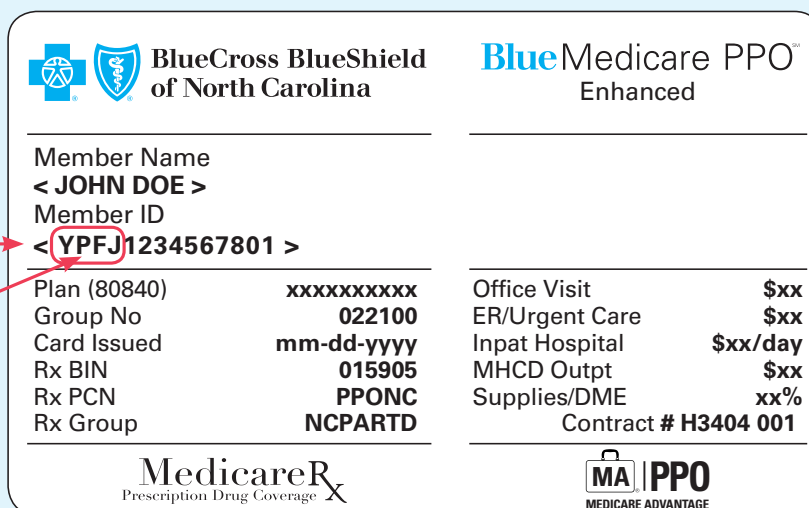 BlueCross BlueShield
of North Carolina
BlueMedicare PPO℠
Enhanced
Member Name
< JOHN DOE >
Member ID
< YPFJ1234567801 >
Plan (80840) xxxxxxxxxx
Group No 022100
Card Issued mm-dd-yyyy
Rx BIN 015905
Rx PCN PPONC
Rx Group NCPARTD
Office Visit $xx
ER/Urgent Care $xx
Inpat Hospital $xx/day
MHCD Outpt $xx
Supplies/DME xx%
Contract # H3404 001
MedicareRx
Prescription Drug Coverage
MA PPO
MEDICARE ADVANTAGE